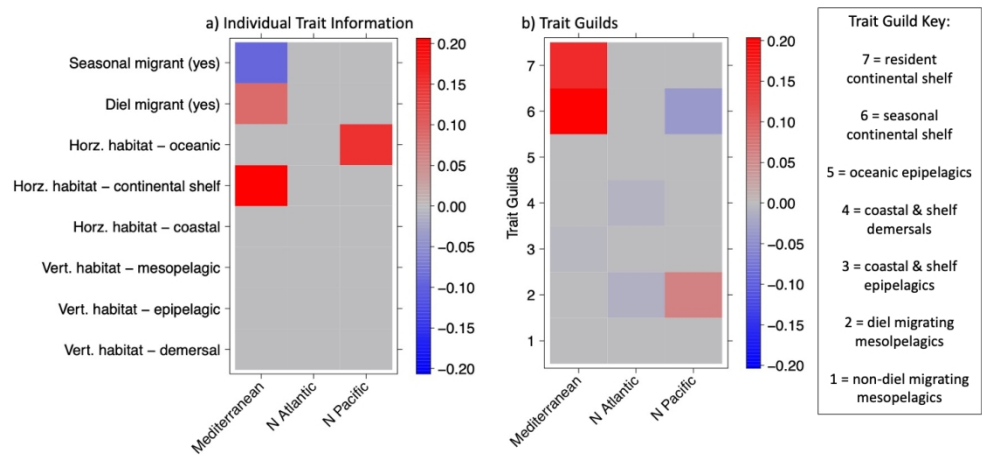 a) Individual Trait Information
Seasonal migrant (yes)
Diel migrant (yes)
Horz. habitat – oceanic
Horz. habitat – continental shelf
Horz. habitat – coastal
Vert. habitat – mesopelagic
Vert. habitat – epipelagic
Vert. habitat – demersal
Mediterranean
N Atlantic
N Pacific
0.20
0.15
0.10
0.05
0.00
−0.05
−0.10
−0.15
−0.20
b) Trait Guilds
Trait Guilds
7
6
5
4
3
2
1
Mediterranean
N Atlantic
N Pacific
0.20
0.15
0.10
0.05
0.00
−0.05
−0.10
−0.15
−0.20
Trait Guild Key:
7 = resident
continental shelf
6 = seasonal
continental shelf
5 = oceanic epipelagics
4 = coastal & shelf
demersals
3 = coastal & shelf
epipelagics
2 = diel migrating
mesolpelagics
1 = non-diel migrating
mesopelagics